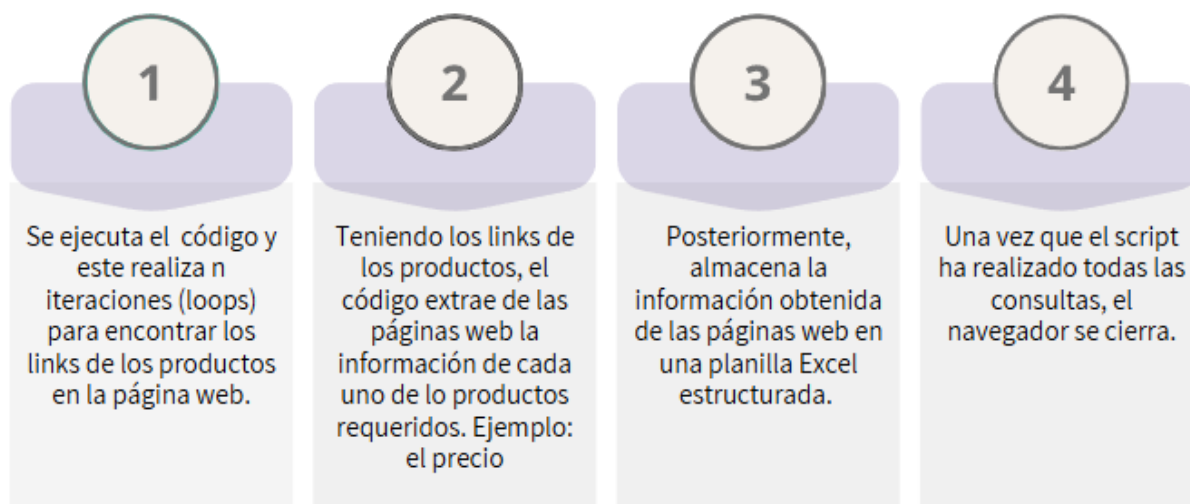 1
Se ejecuta el código y
este realiza n
iteraciones (loops)
para encontrar los
links de los productos
en la página web.
2
Teniendo los links de
los productos, el
código extrae de las
páginas web la
información de cada
uno de lo productos
requeridos. Ejemplo:
el precio
3
Posteriormente,
almacena la
información obtenida
de las páginas web en
una planilla Excel
estructurada.
4
Una vez que el script
ha realizado todas las
consultas, el
navegador se cierra.